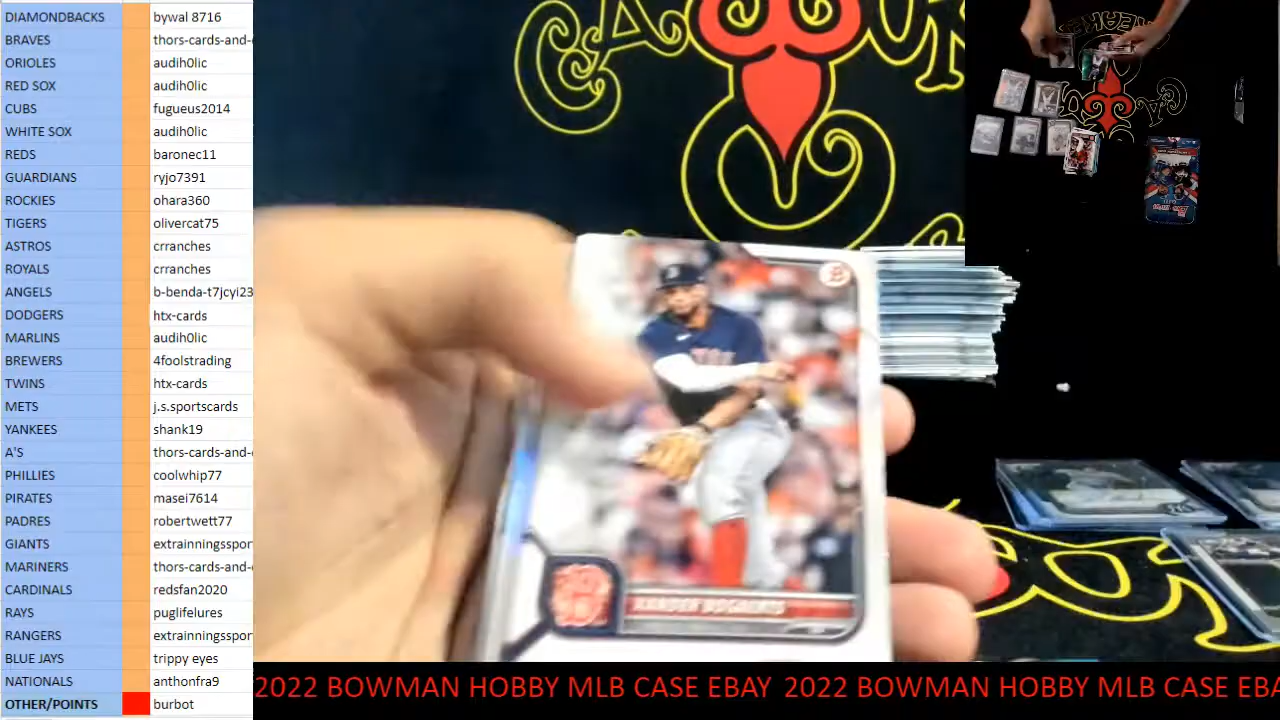 DIAMONDBACKS bywal 8716
BRAVES thors-cards-and-
ORIOLES audih0lic
RED SOX audih0lic
CUBS fugueus2014
WHITE SOX audih0lic
REDS baronec11
GUARDIANS ryjo7391
ROCKIES ohara360
TIGERS olivercat75
ASTROS crranches
ROYALS crranches
ANGELS b-benda-t7jcyi23
DODGERS htx-cards
MARLINS audih0lic
BREWERS 4foolstrading
TWINS htx-cards
METS j.s.sportscards
YANKEES shank19
A'S thors-cards-and-
PHILLIES coolwhip77
PIRATES masei7614
PADRES robertwett77
GIANTS extrainningsspor
MARINERS thors-cards-and-
CARDINALS redsfan2020
RAYS puglifelures
RANGERS extrainningsspor
BLUE JAYS trippy eyes
NATIONALS anthonfra9
OTHER/POINTS burbot
XANDER BOGAERTS
2022 BOWMAN HOBBY MLB CASE EBAY 2022 BOWMAN HOBBY MLB CASE EBA